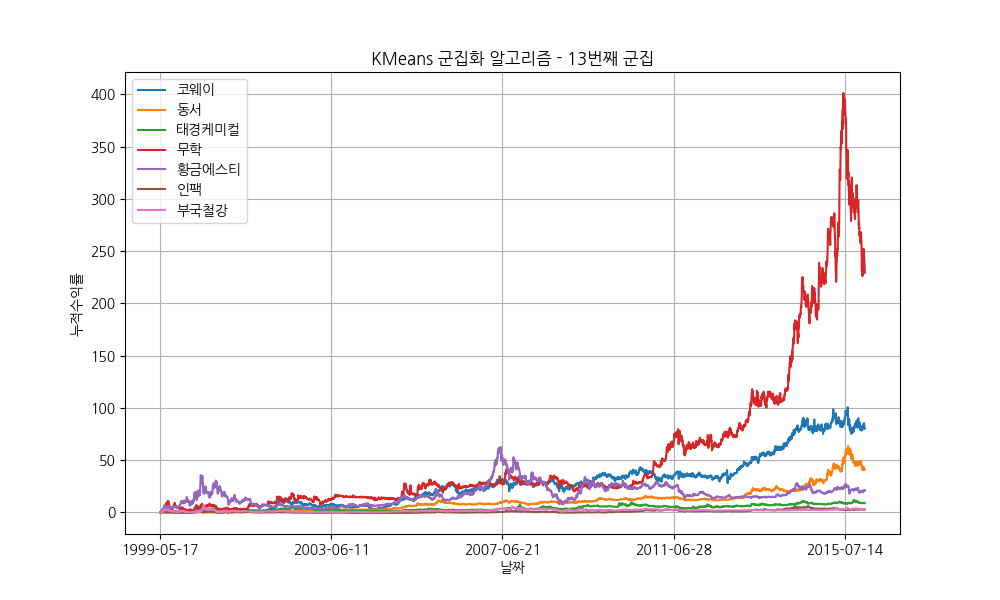 KMeans 군집화 알고리즘 - 13번째 군집
코웨이
동서
태경케미컬
무학
황금에스티
인팩
부국철강
누적수익률
400
350
300
250
200
150
100
50
0
1999-05-17
2003-06-11
2007-06-21
2011-06-28
2015-07-14
날짜